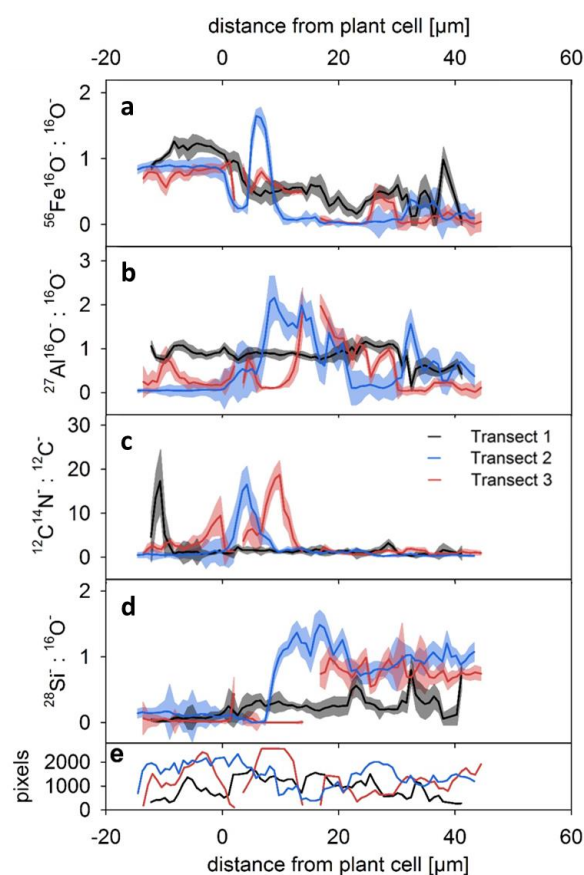 distance from plant cell [µm]
-20 0 20 40 60
a
2
1
0
⁵⁶Fe¹⁶O⁻ : ¹⁶O⁻
b
3
2
1
0
²⁷Al¹⁶O⁻ : ¹⁶O⁻
c
30
20
10
0
¹²C¹⁴N⁻ : ¹²C⁻
Transect 1
Transect 2
Transect 3
d
2
1
0
²⁸Si⁻ : ¹⁶O⁻
e
2000
1000
0
pixels
-20 0 20 40 60
distance from plant cell [µm]